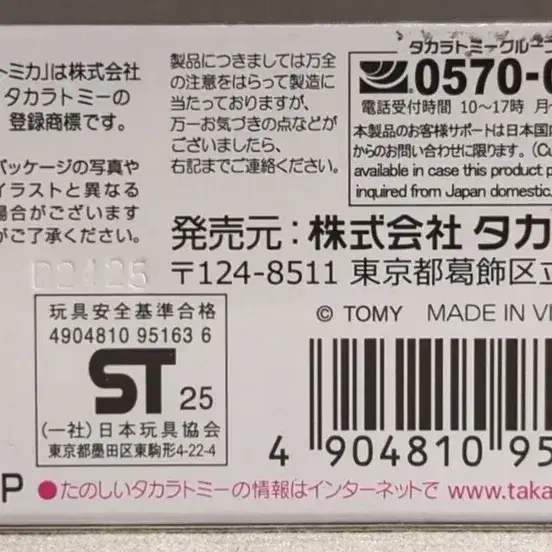 トミカ」は株式会社
タカラトミーの
登録商標です。
パッケージの写真や
イラストと異なる
場合がございます
ご了承ください。
製品につきましては万全
の注意をはらって製造に
当たっておりますが、
万一お気づきの点などが
ございましたら、
右記までご連絡ください。
タカラトミーグループ
0570-0
電話受付時間 10〜17時 月
本製品のお客様サポートは日本国
からのお問い合わせに限ります。(Cu
available in case this product p
inquired from Japan domestic.
発売元：株式会社 タカ
〒124-8511 東京都葛飾区立
© TOMY MADE IN VI
玩具安全基準合格
4904810 95163 6
ST 25
(一社)日本玩具協会
東京都墨田区東駒形4-22-4
4 904810 95
P ●たのしいタカラトミーの情報はインターネットで www.taka